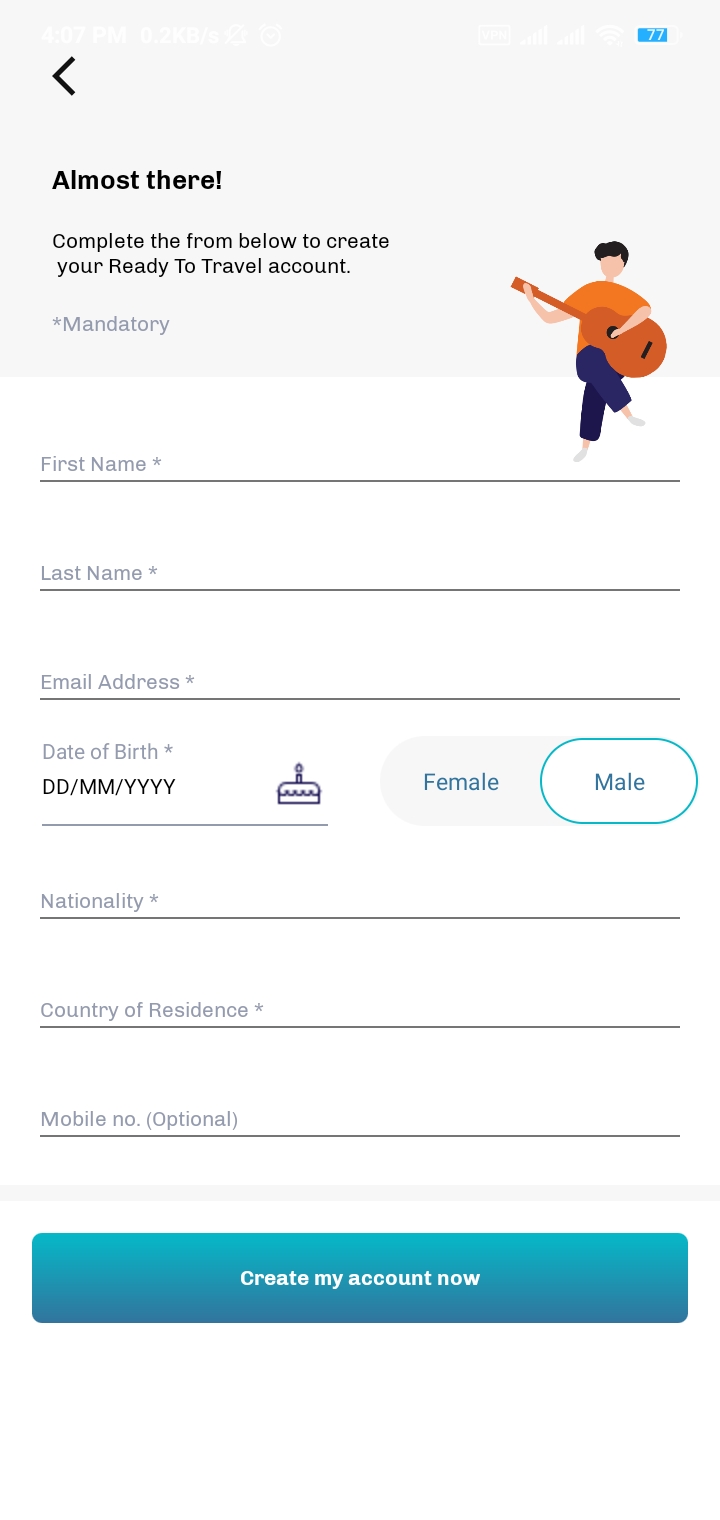 4:07 PM 0.2KB/s VPN 77
Almost there!
Complete the from below to create
your Ready To Travel account.
*Mandatory
First Name *
Last Name *
Email Address *
Date of Birth *
DD/MM/YYYY
Female Male
Nationality *
Country of Residence *
Mobile no. (Optional)
Create my account now